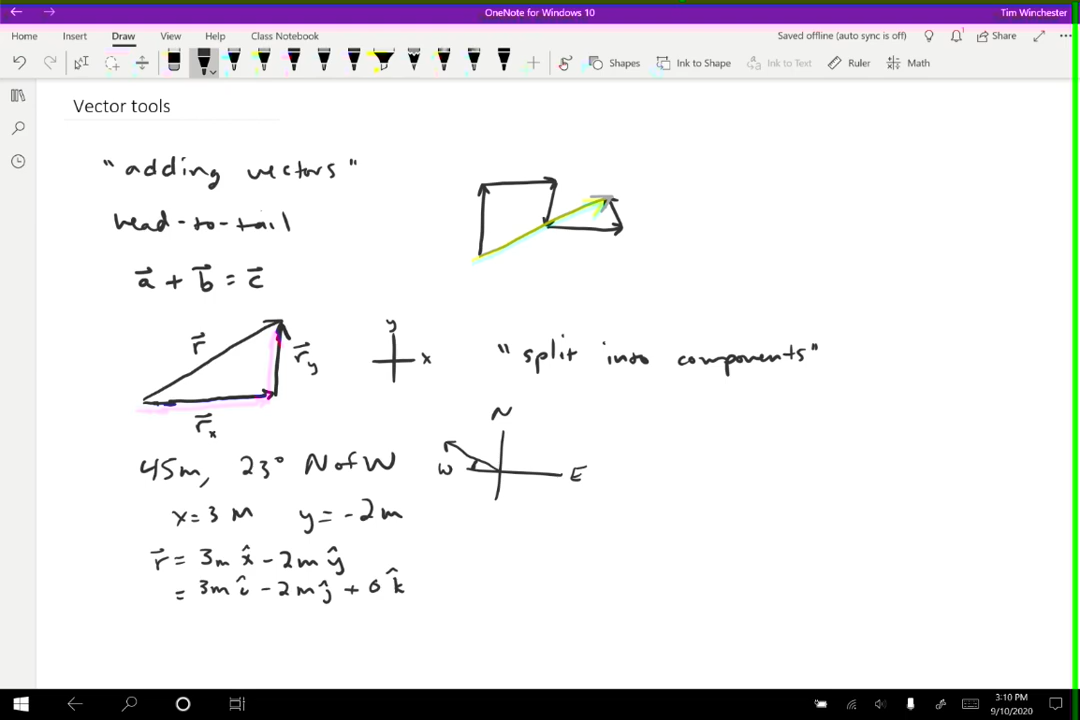 OneNote for Windows 10
Tim Winchester
Home Insert Draw View Help Class Notebook
Saved offline (auto sync is off) Share
Shapes Ink to Shape Ink to Text Ruler Math
Vector tools
"adding vectors"
head-to-tail
a⃗ + b⃗ = c⃗
r⃗
r⃗y
r⃗x
y
x
"split into components"
45m, 23° N of W
N
W
E
x = 3 m y = -2m
r⃗ = 3m x̂ - 2m ŷ
= 3m î - 2m ĵ + 0 k̂
3:10 PM
9/10/2020